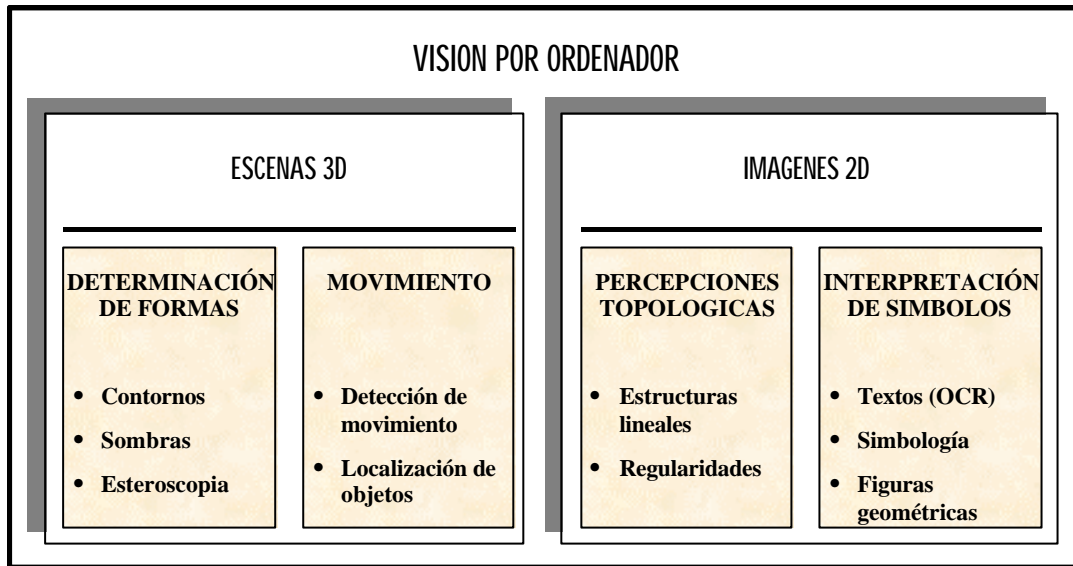 VISION POR ORDENADOR
ESCENAS 3D
DETERMINACIÓN
DE FORMAS
• Contornos
• Sombras
• Esteroscopia
MOVIMIENTO
• Detección de
movimiento
• Localización de
objetos
IMAGENES 2D
PERCEPCIONES
TOPOLOGICAS
• Estructuras
lineales
• Regularidades
INTERPRETACIÓN
DE SIMBOLOS
• Textos (OCR)
• Simbología
• Figuras
geométricas